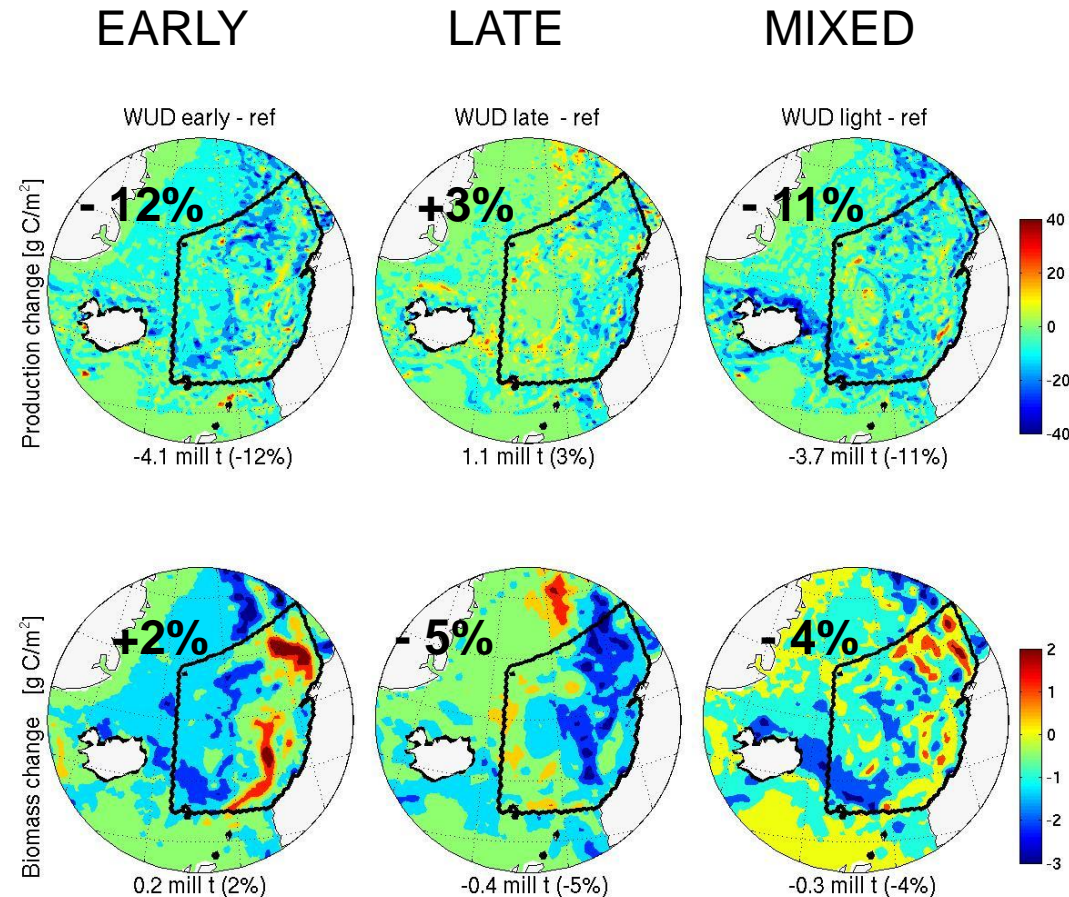 EARLY LATE MIXED
WUD early - ref WUD late - ref WUD light - ref
- 12% +3% - 11%
Production change [g C/m²]
40
20
0
-20
-40
-4.1 mill t (-12%) 1.1 mill t (3%) -3.7 mill t (-11%)
+2% - 5% - 4%
Biomass change [g C/m²]
2
1
0
-1
-2
-3
0.2 mill t (2%) -0.4 mill t (-5%) -0.3 mill t (-4%)